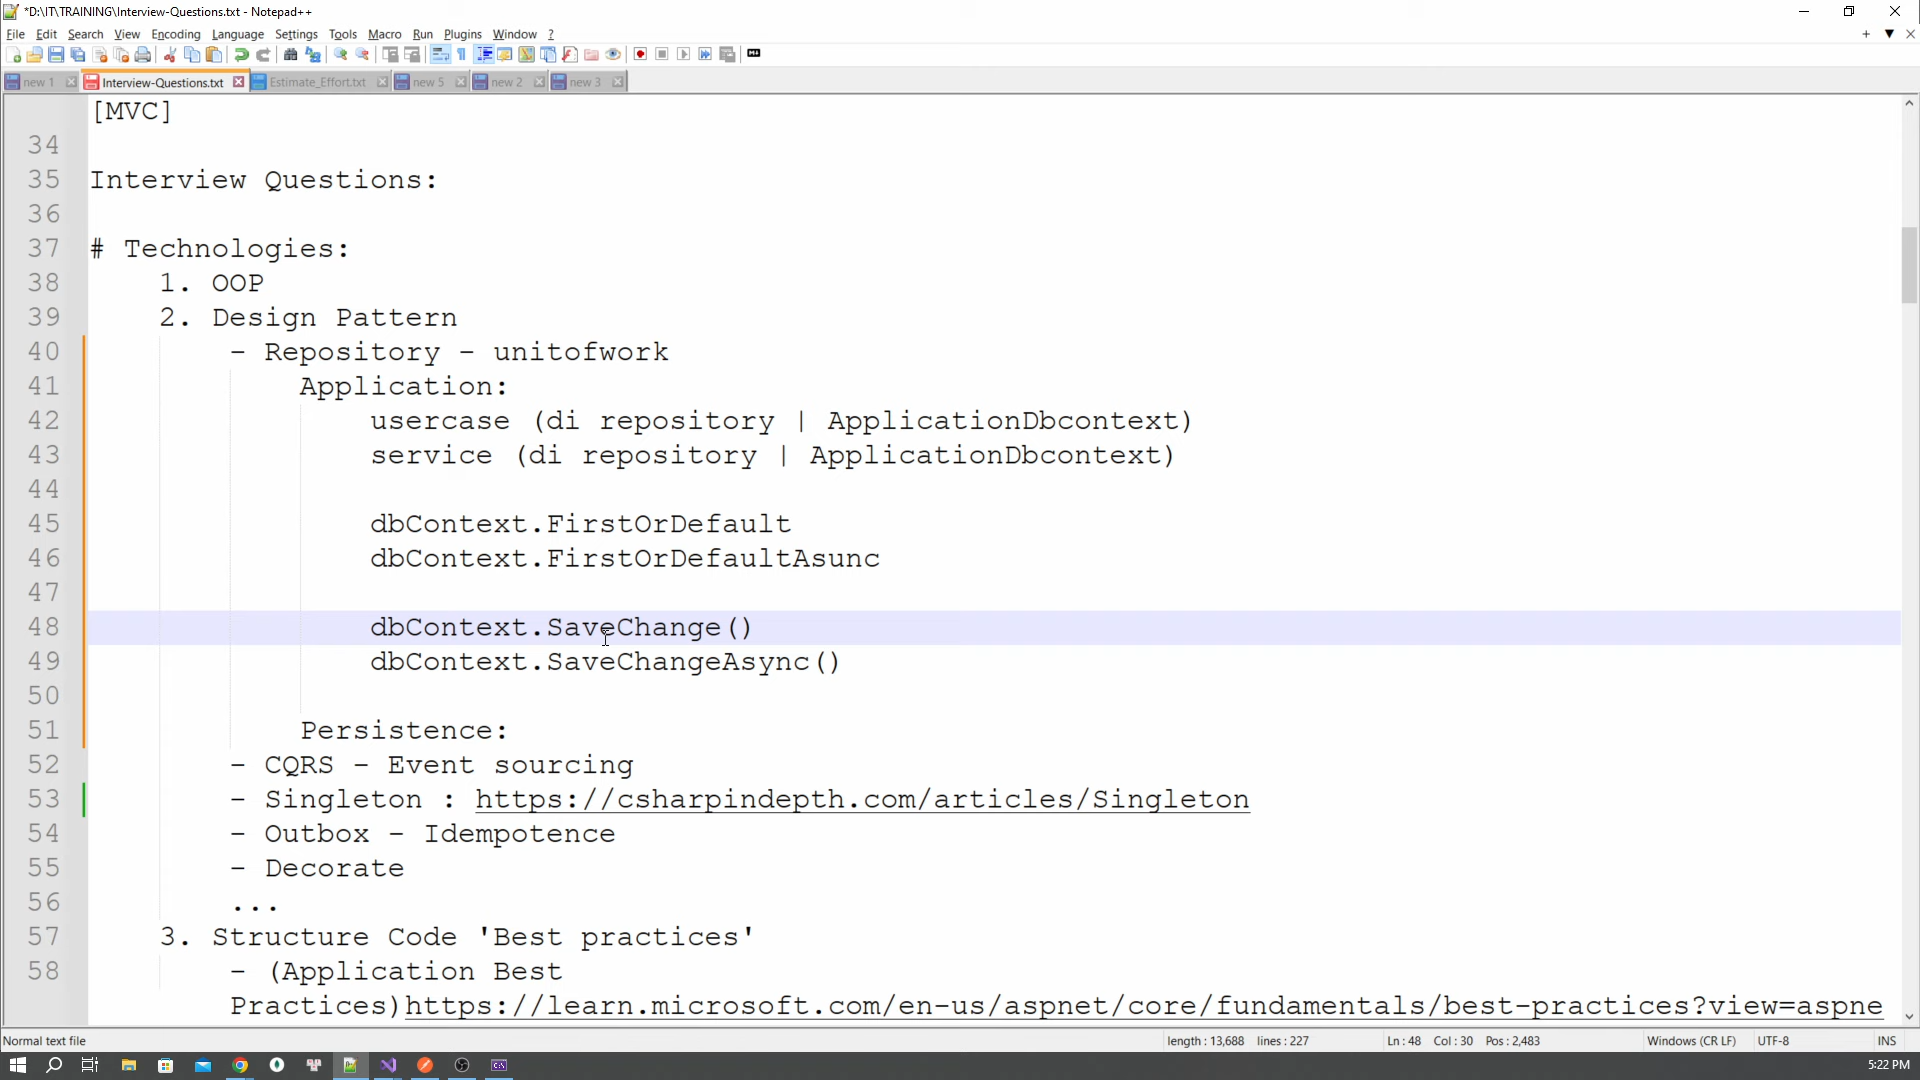 *D:\IT\TRAINING\Interview-Questions.txt - Notepad++
File Edit Search View Encoding Language Settings Tools Macro Run Plugins Window ?
new 1 Interview-Questions.txt Estimate_Effort.txt new 5 new 2 new 3
[MVC]
34
35 Interview Questions:
36
37 # Technologies:
38 1. OOP
39 2. Design Pattern
40 - Repository - unitofwork
41 Application:
42 usercase (di repository | ApplicationDbcontext)
43 service (di repository | ApplicationDbcontext)
44
45 dbContext.FirstOrDefault
46 dbContext.FirstOrDefaultAsunc
47
48 dbContext.SaveChange()
49 dbContext.SaveChangeAsync()
50
51 Persistence:
52 - CQRS - Event sourcing
53 - Singleton : https://csharpindepth.com/articles/Singleton
54 - Outbox - Idempotence
55 - Decorate
56 ...
57 3. Structure Code 'Best practices'
58 - (Application Best
Practices)https://learn.microsoft.com/en-us/aspnet/core/fundamentals/best-practices?view=aspne
Normal text file length : 13,688 lines : 227 Ln : 48 Col : 30 Pos : 2,483 Windows (CR LF) UTF-8 INS
5:22 PM